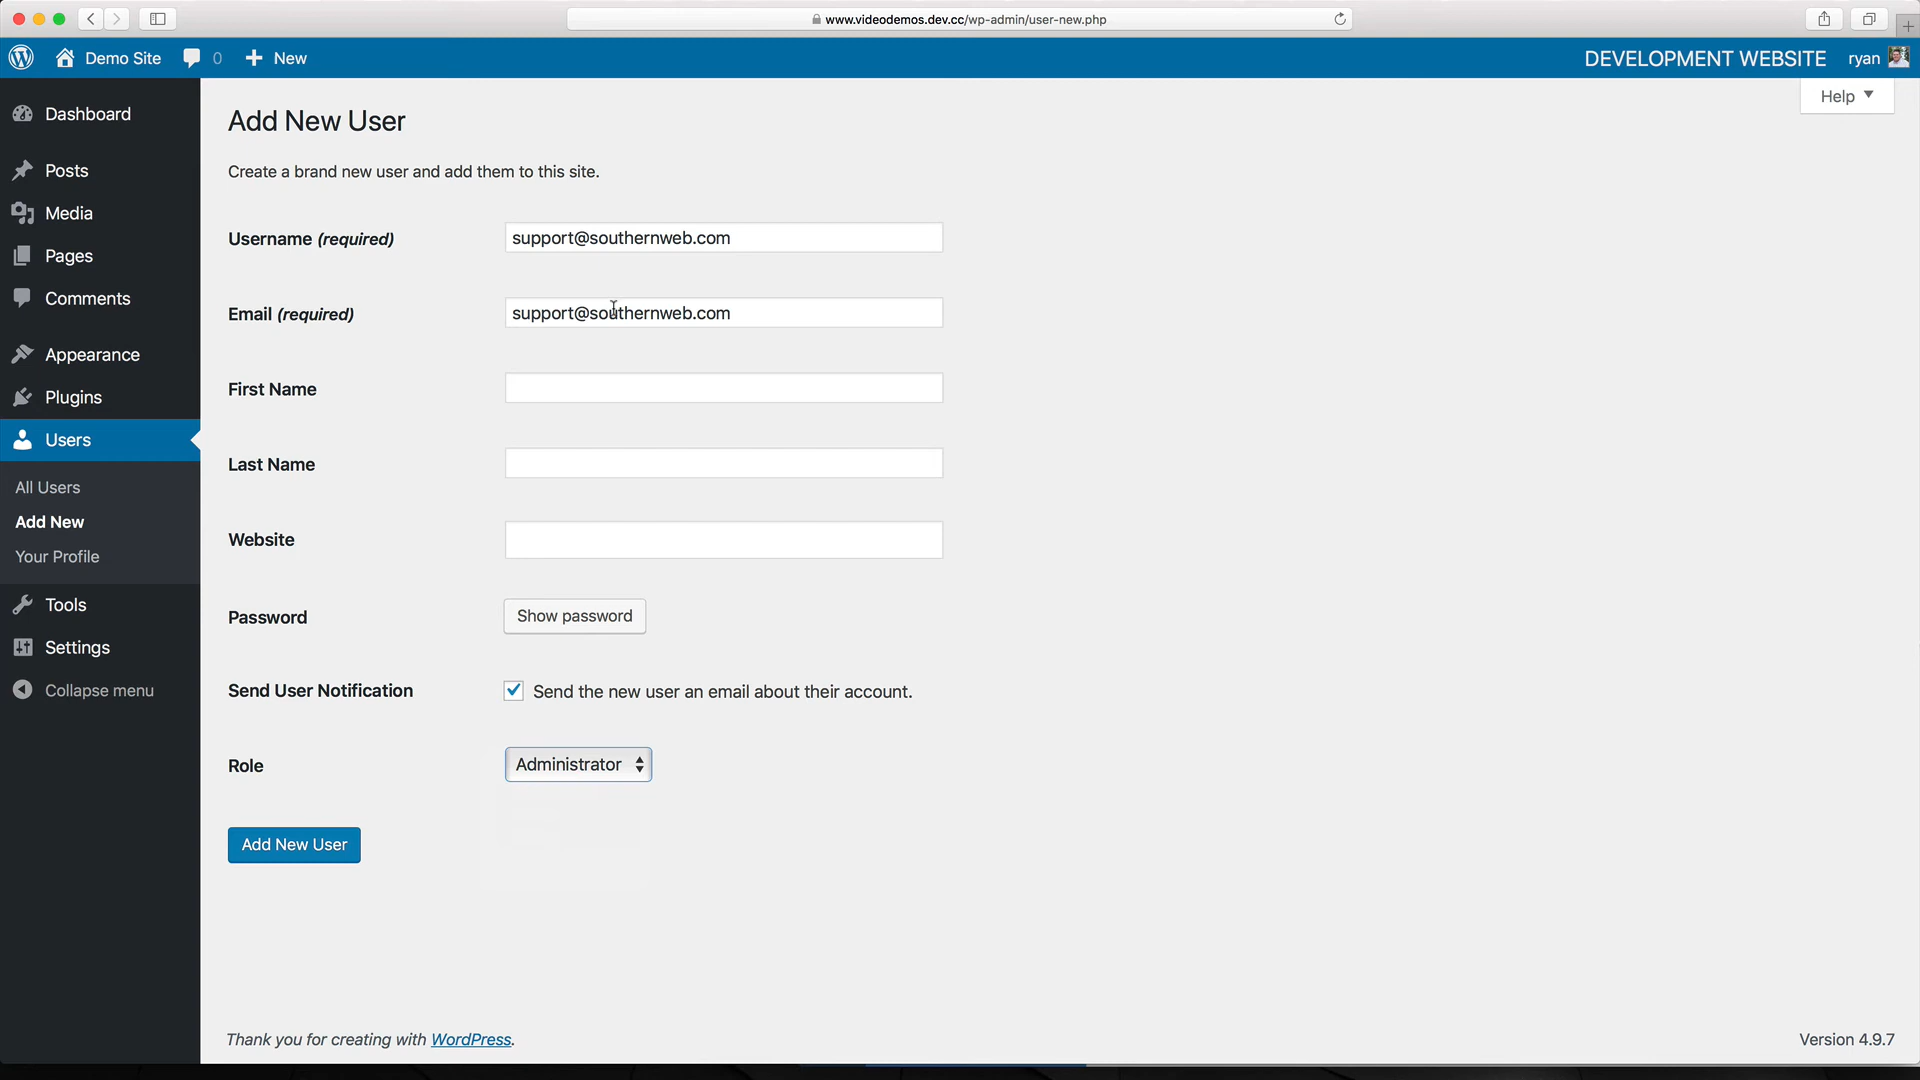 www.videodemos.dev.cc/wp-admin/user-new.php
Demo Site 0 New DEVELOPMENT WEBSITE ryan
Help
Dashboard
Posts
Media
Pages
Comments
Appearance
Plugins
Users
All Users
Add New
Your Profile
Tools
Settings
Collapse menu
Add New User
Create a brand new user and add them to this site.
Username (required) support@southernweb.com
Email (required) support@southernweb.com
First Name
Last Name
Website
Password Show password
Send User Notification Send the new user an email about their account.
Role Administrator
Add New User
Thank you for creating with WordPress. Version 4.9.7